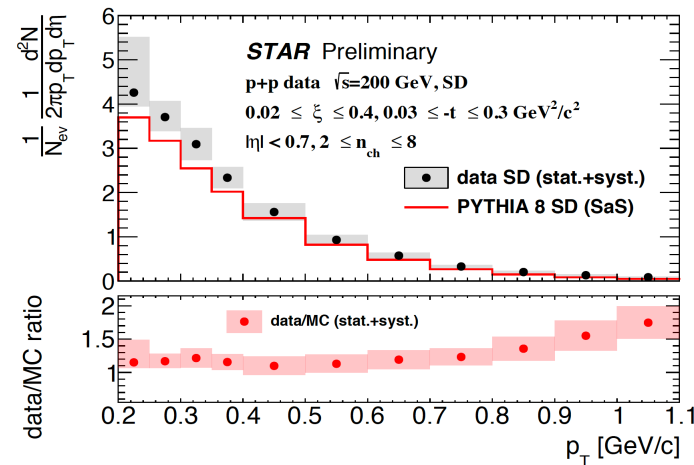 1/N_ev 1/2πp_T d²N/dp_T dη
6
5
4
3
2
1
0
STAR Preliminary
p+p data √s=200 GeV, SD
0.02 ≤ ξ ≤0.4, 0.03 ≤ -t ≤ 0.3 GeV²/c²
|η| < 0.7, 2 ≤ n_ch ≤ 8
data SD (stat.+syst.)
PYTHIA 8 SD (SaS)
data/MC ratio
2
1.5
1
data/MC (stat.+syst.)
0.2 0.3 0.4 0.5 0.6 0.7 0.8 0.9 1 1.1
p_T [GeV/c]